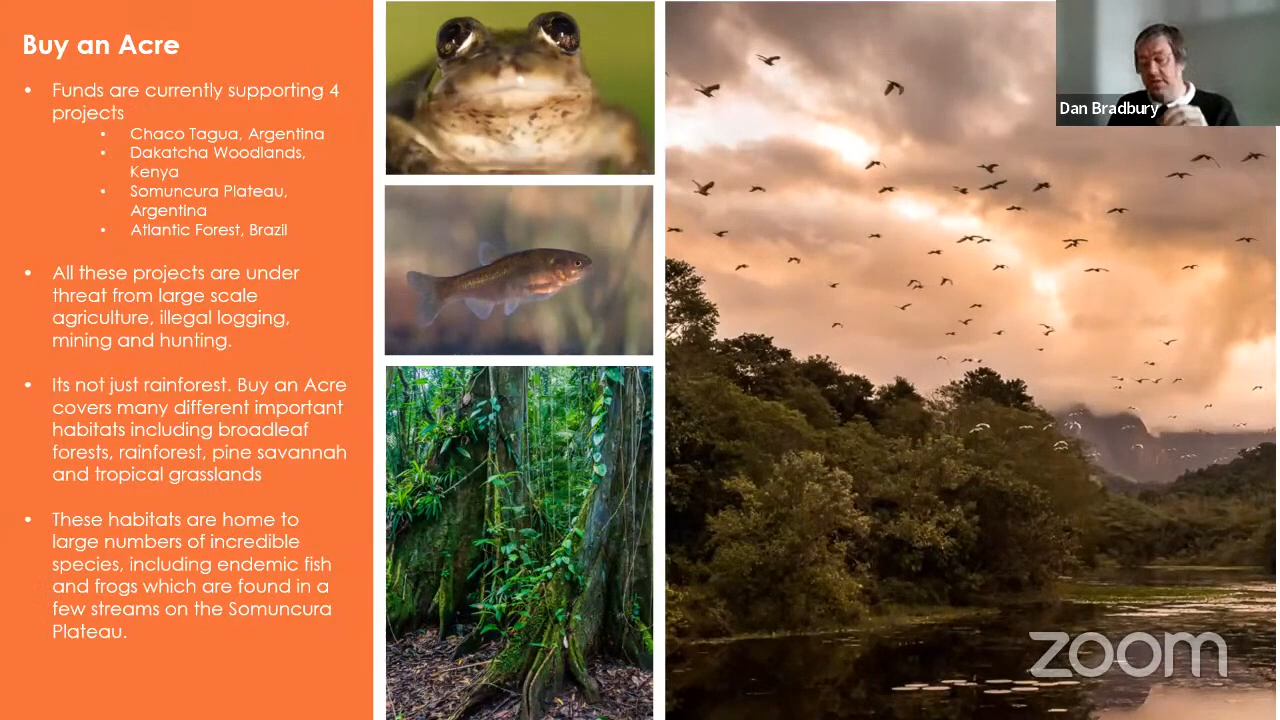 Buy an Acre
• Funds are currently supporting 4
projects
• Chaco Tagua, Argentina
• Dakatcha Woodlands,
Kenya
• Somuncura Plateau,
Argentina
• Atlantic Forest, Brazil
• All these projects are under
threat from large scale
agriculture, illegal logging,
mining and hunting.
• Its not just rainforest. Buy an Acre
covers many different important
habitats including broadleaf
forests, rainforest, pine savannah
and tropical grasslands
• These habitats are home to
large numbers of incredible
species, including endemic fish
and frogs which are found in a
few streams on the Somuncura
Plateau.
Dan Bradbury
zoom